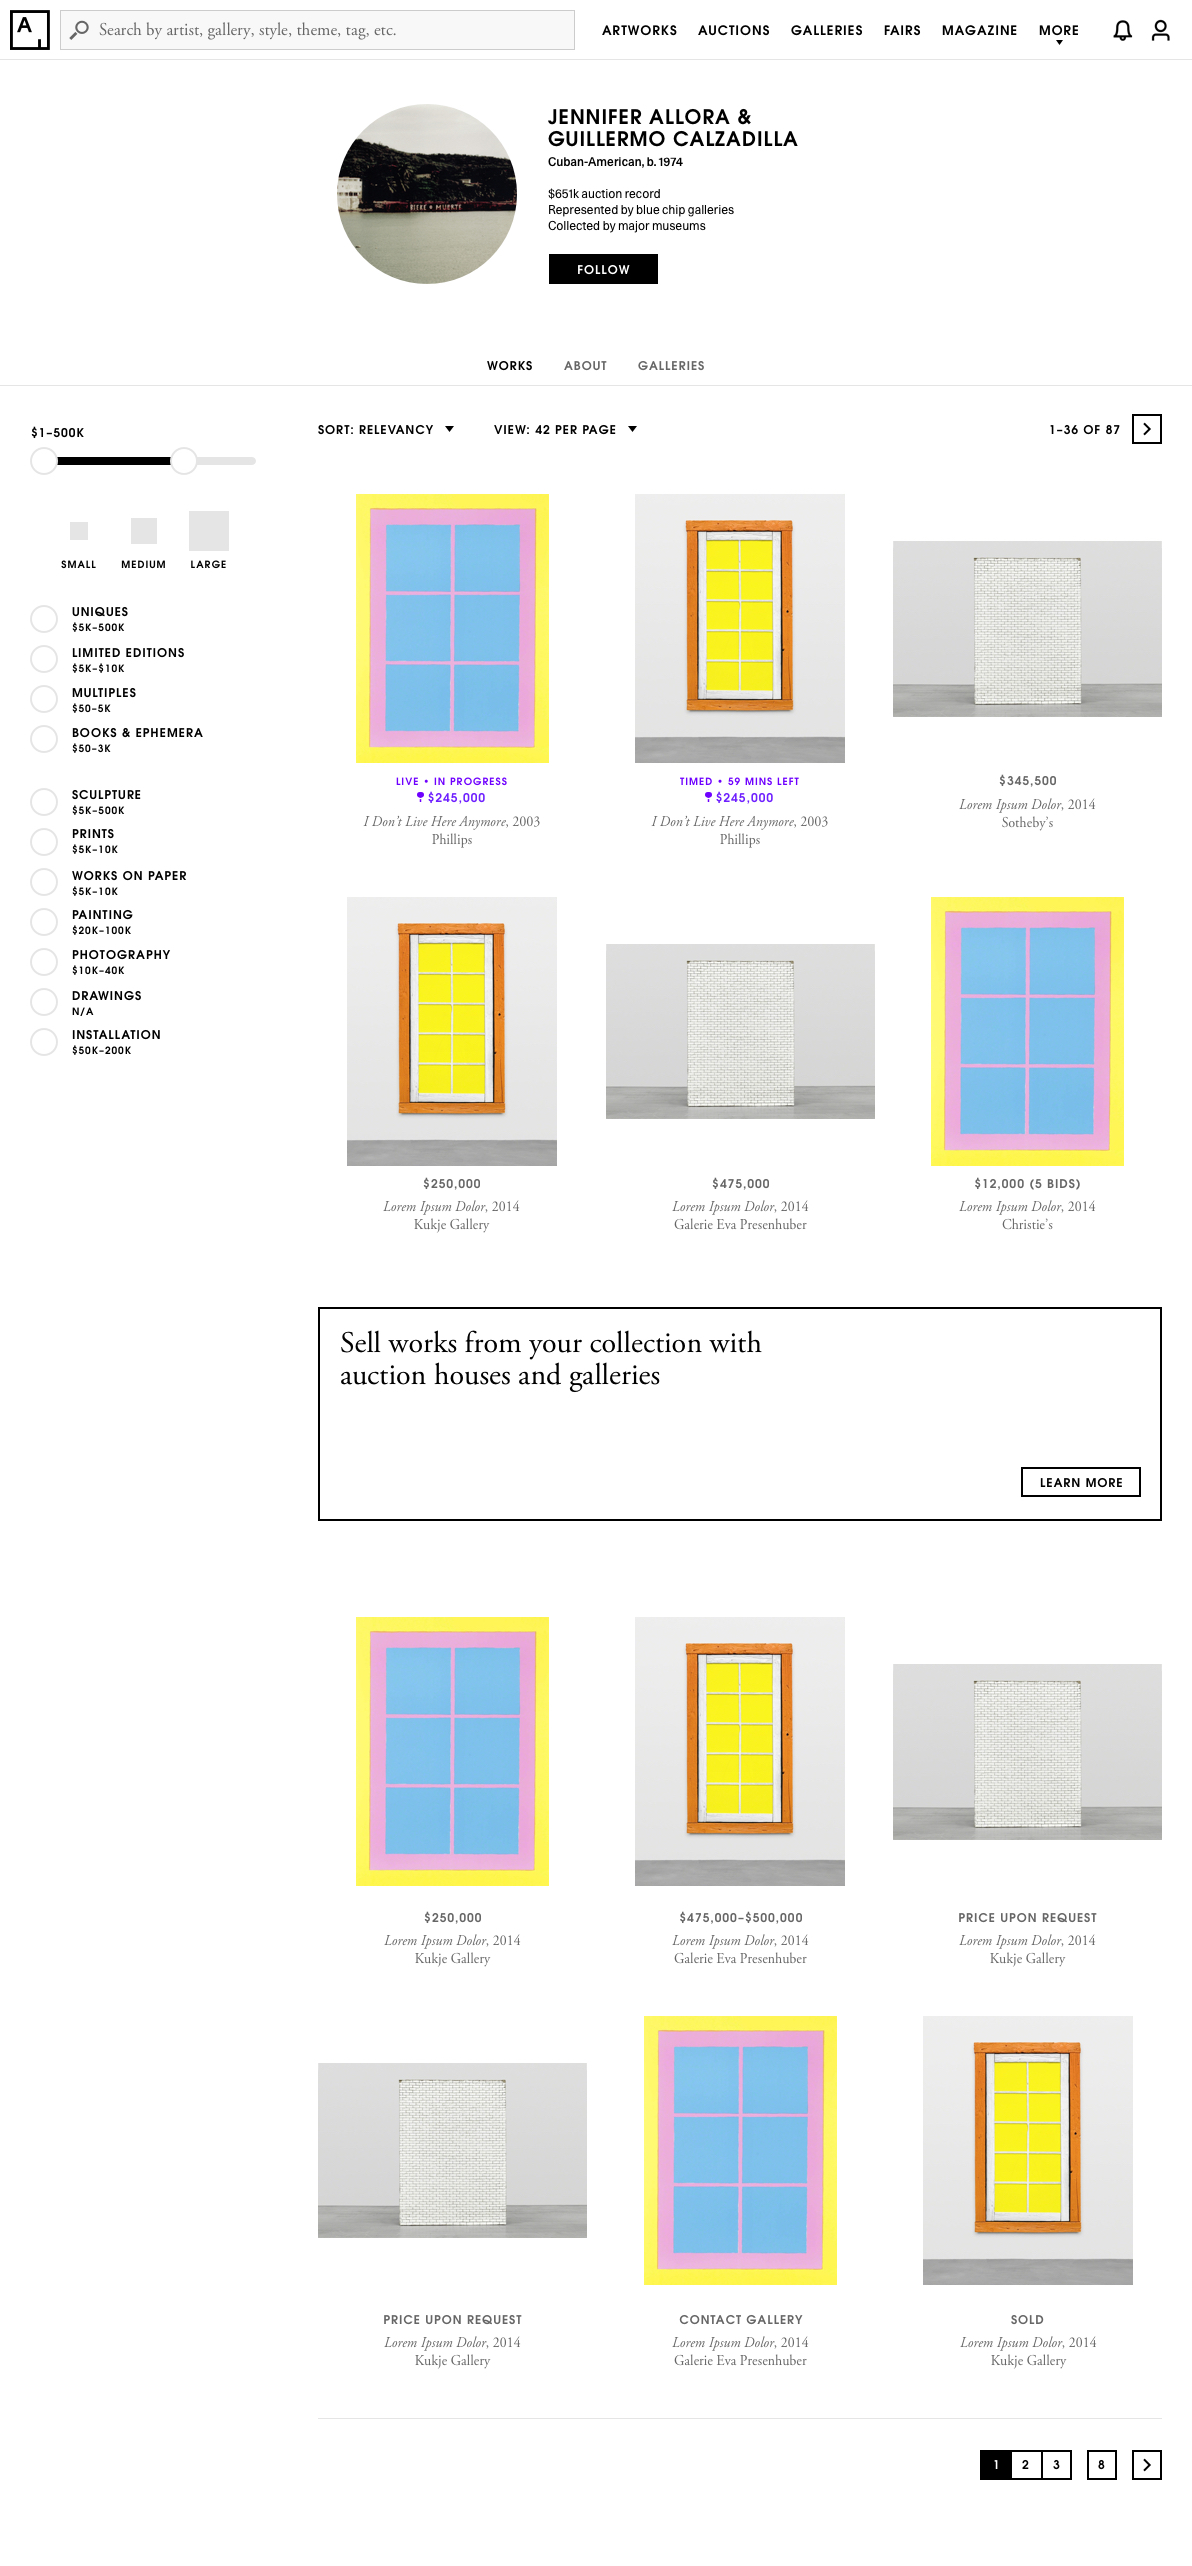 A
Search by artist, gallery, style, theme, tag, etc.
ARTWORKS AUCTIONS GALLERIES FAIRS MAGAZINE MORE
JENNIFER ALLORA &
GUILLERMO CALZADILLA
Cuban-American, b. 1974
$651k auction record
Represented by blue chip galleries
Collected by major museums
FOLLOW
WORKS ABOUT GALLERIES
$1–500K
SMALL MEDIUM LARGE
UNIQUES
$5K–500K
LIMITED EDITIONS
$5K–$10K
MULTIPLES
$50–5K
BOOKS & EPHEMERA
$50–3K
SCULPTURE
$5K–500K
PRINTS
$5K–10K
WORKS ON PAPER
$5K–10K
PAINTING
$20K–100K
PHOTOGRAPHY
$10K–40K
DRAWINGS
N/A
INSTALLATION
$50K–200K
SORT: RELEVANCY VIEW: 42 PER PAGE 1–36 OF 87
LIVE • IN PROGRESS
$245,000
I Don't Live Here Anymore, 2003
Phillips
TIMED • 59 MINS LEFT
$245,000
I Don't Live Here Anymore, 2003
Phillips
$345,500
Lorem Ipsum Dolor, 2014
Sotheby's
$250,000
Lorem Ipsum Dolor, 2014
Kukje Gallery
$475,000
Lorem Ipsum Dolor, 2014
Galerie Eva Presenhuber
$12,000 (5 BIDS)
Lorem Ipsum Dolor, 2014
Christie's
Sell works from your collection with
auction houses and galleries
LEARN MORE
$250,000
Lorem Ipsum Dolor, 2014
Kukje Gallery
$475,000–$500,000
Lorem Ipsum Dolor, 2014
Galerie Eva Presenhuber
PRICE UPON REQUEST
Lorem Ipsum Dolor, 2014
Kukje Gallery
PRICE UPON REQUEST
Lorem Ipsum Dolor, 2014
Kukje Gallery
CONTACT GALLERY
Lorem Ipsum Dolor, 2014
Galerie Eva Presenhuber
SOLD
Lorem Ipsum Dolor, 2014
Kukje Gallery
1 2 3 8